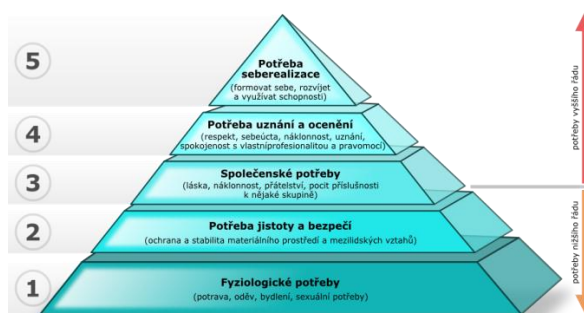 5
Potřeba
seberealizace
(formovat sebe, rozvíjet
a využívat schopnosti)
4
Potřeba uznání a ocenění
(respekt, sebeúcta, náklonnost, uznání,
spokojenost s vlastníprofesionalitou a pravomocí)
3
Společenské potřeby
(láska, náklonnost, přátelství, pocit příslušnosti
k nějaké skupině)
2
Potřeba jistoty a bezpečí
(ochrana a stabilita materiálního prostředí a mezilidských vztahů)
1
Fyziologické potřeby
(potrava, oděv, bydlení, sexuální potřeby)
potřeby vyššího řádu
potřeby nižšího řádu